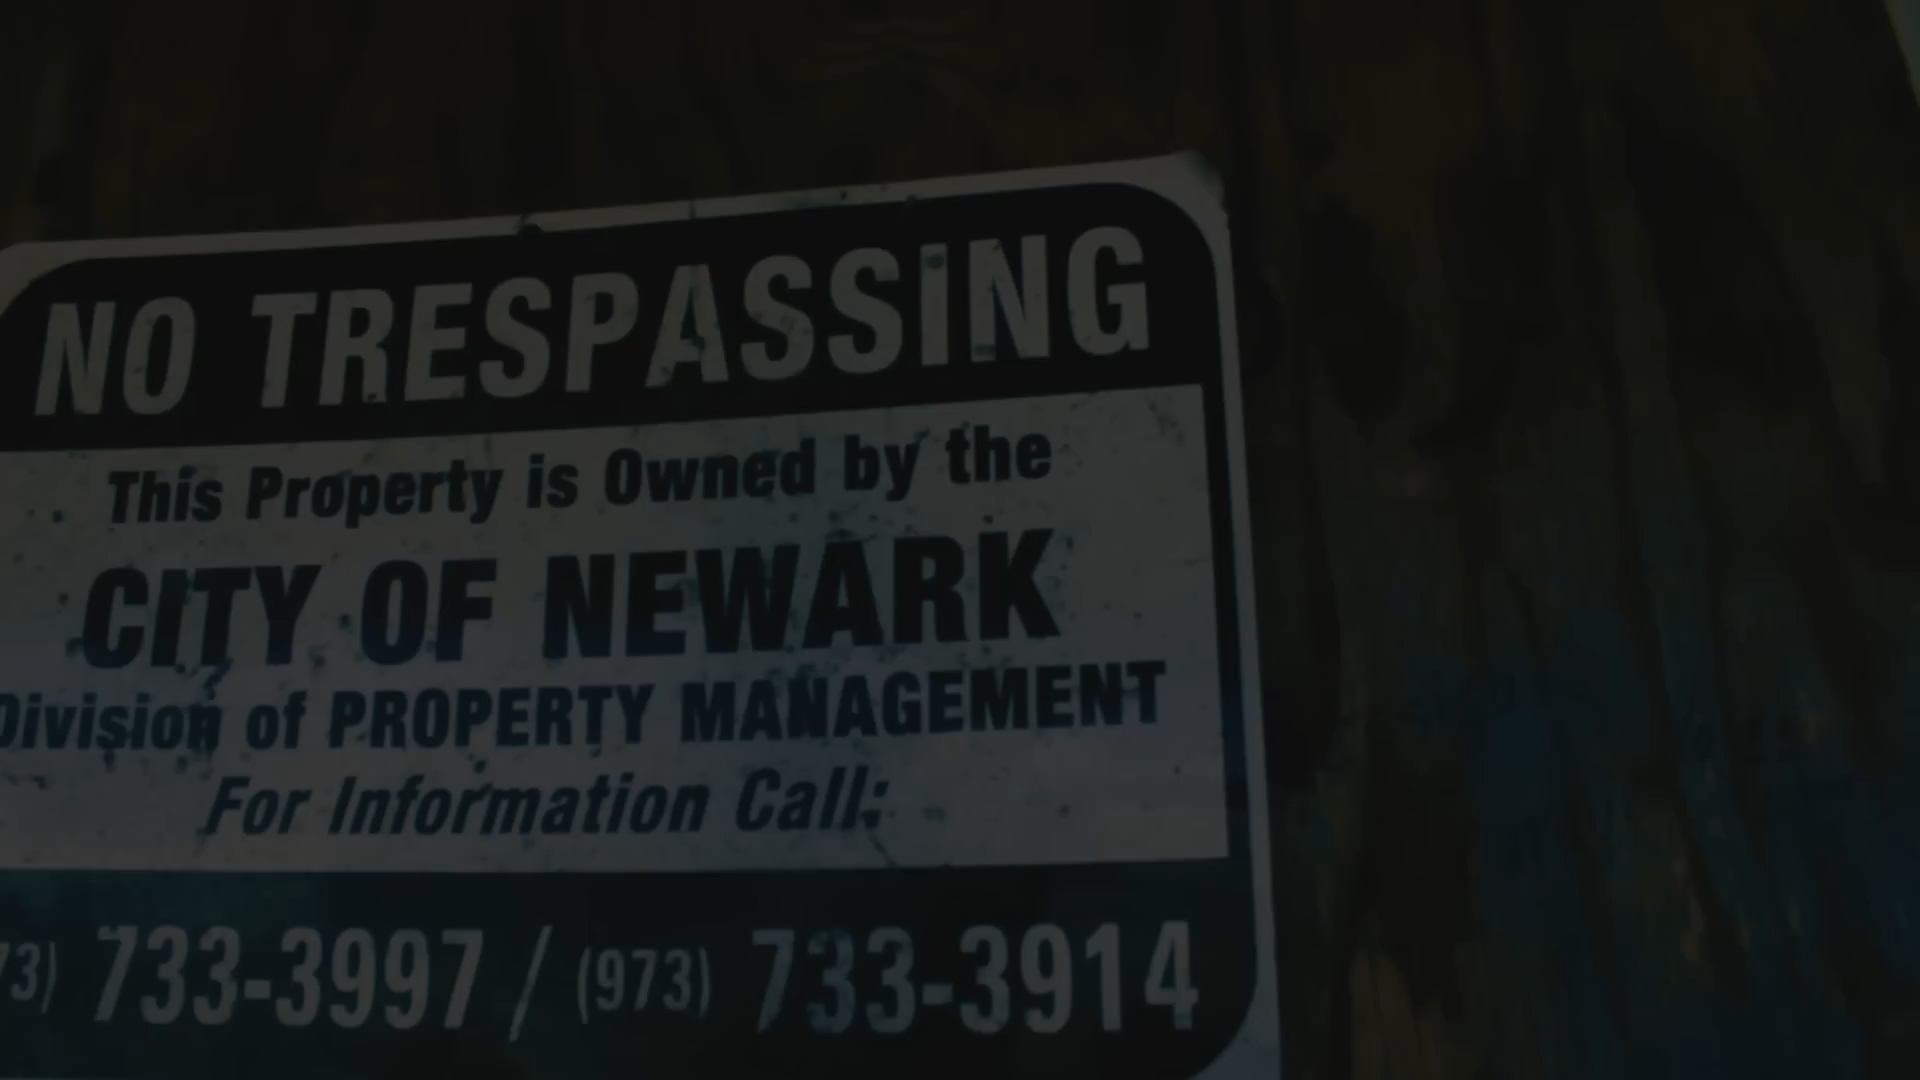 NO TRESPASSING
This Property is Owned by the
CITY OF NEWARK
Division of PROPERTY MANAGEMENT
For Information Call:
73) 733-3997 / (973) 733-3914